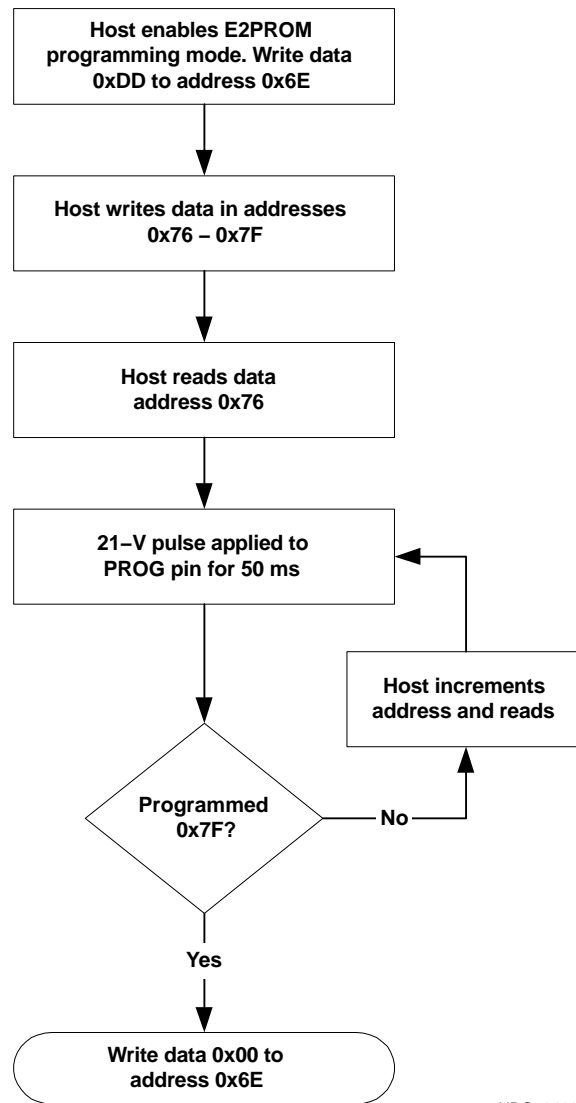 Host enables E2PROM
programming mode. Write data
0xDD to address 0x6E
Host writes data in addresses
0x76 – 0x7F
Host reads data
address 0x76
21–V pulse applied to
PROG pin for 50 ms
Host increments
address and reads
Programmed
0x7F?
No
Yes
Write data 0x00 to
address 0x6E